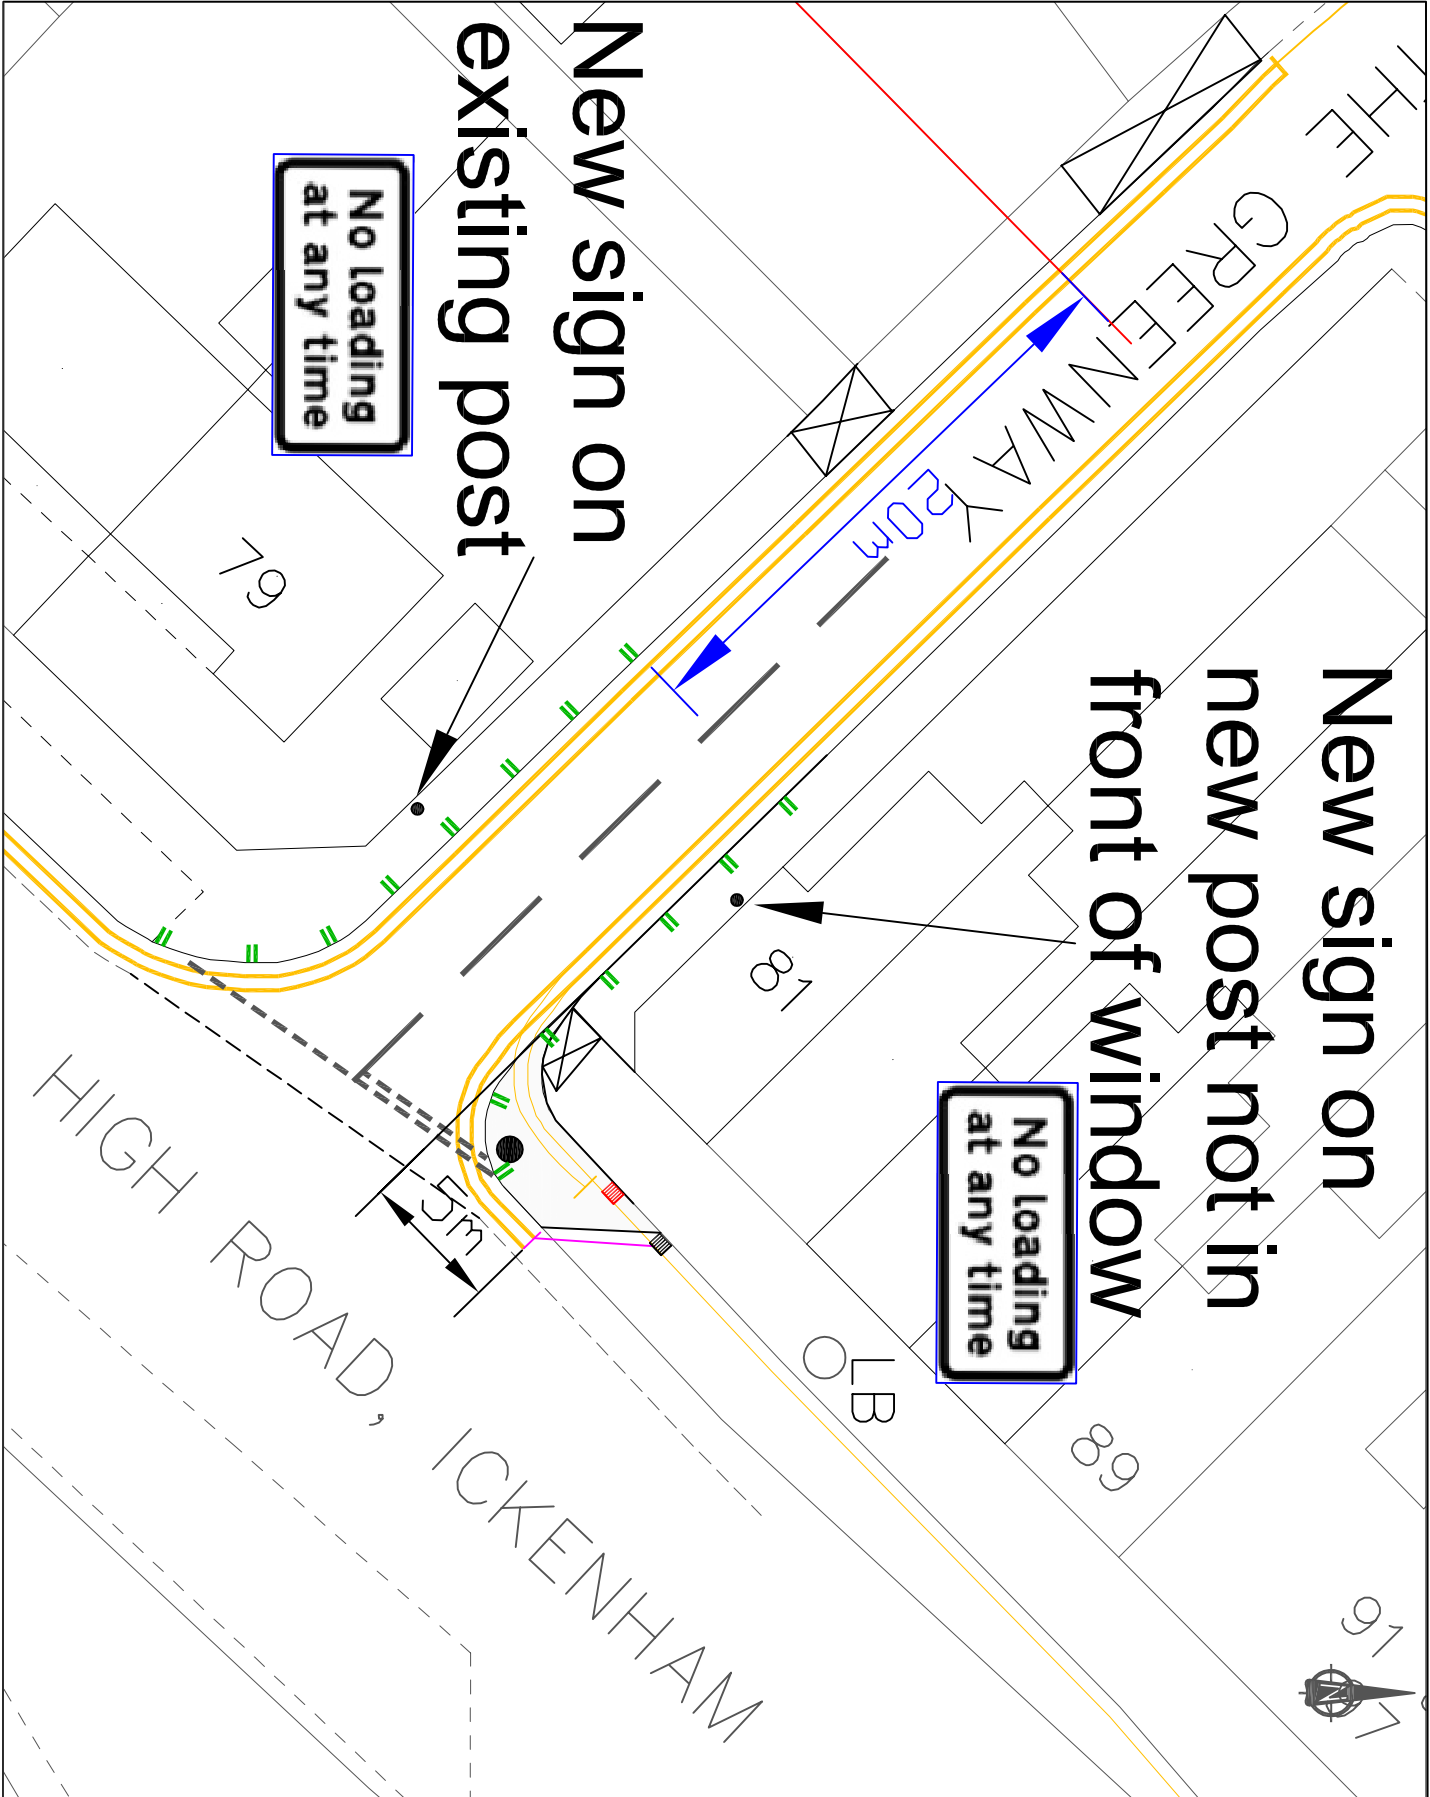 New sign on
new post not in
front of window
New sign on
existing post
No loading
at any time
No loading
at any time
THE GREENWAY
20m
79
81
5m
LB
89
91
97
HIGH ROAD, ICKENHAM
N